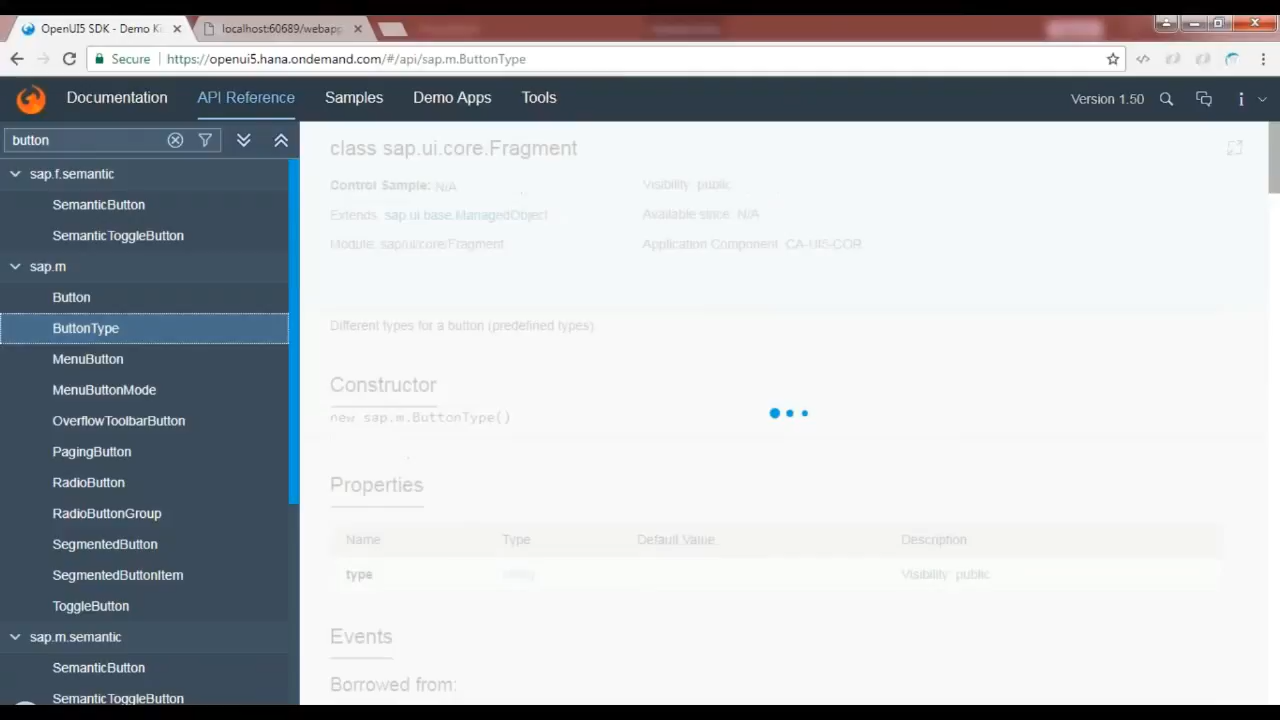 OpenUI5 SDK - Demo Ki
localhost:60689/webapp
Secure
https://openui5.hana.ondemand.com/#/api/sap.m.ButtonType
Documentation
API Reference
Samples
Demo Apps
Tools
Version 1.50
button
sap.f.semantic
SemanticButton
SemanticToggleButton
sap.m
Button
ButtonType
MenuButton
MenuButtonMode
OverflowToolbarButton
PagingButton
RadioButton
RadioButtonGroup
SegmentedButton
SegmentedButtonItem
ToggleButton
sap.m.semantic
SemanticButton
SemanticToggleButton
class sap.ui.core.Fragment
Control Sample: N/A
Visibility: public
Extends: sap.ui.base.ManagedObject
Available since: N/A
Module: sap/ui/core/Fragment
Application Component: CA-UI5-COR
Different types for a button (predefined types)
Constructor
new sap.m.ButtonType()
Properties
Name Type Default Value Description
type string Visibility: public
Events
Borrowed from: